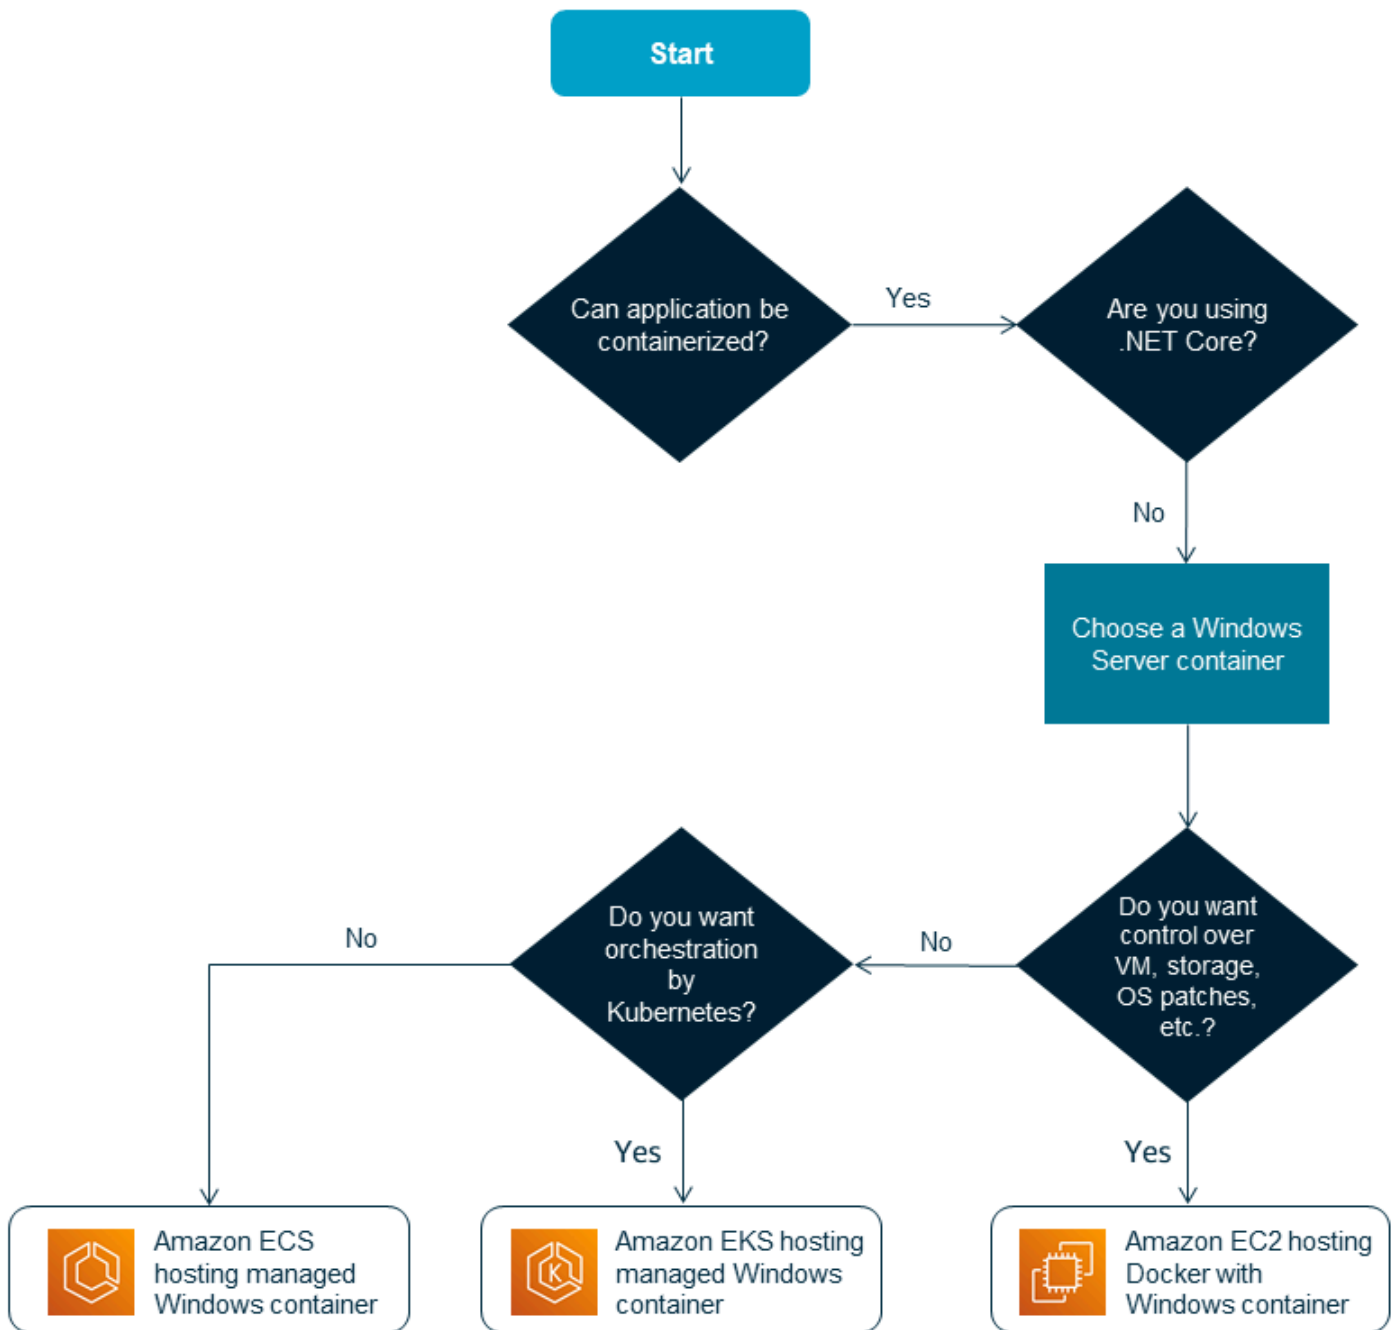 Start
Can application be
containerized?
Yes
Are you using
.NET Core?
No
Choose a Windows
Server container
Do you want
control over
VM, storage,
OS patches,
etc.?
No
Do you want
orchestration
by
Kubernetes?
No
Yes
Yes
Amazon ECS
hosting managed
Windows container
K
Amazon EKS hosting
managed Windows
container
Amazon EC2 hosting
Docker with
Windows container